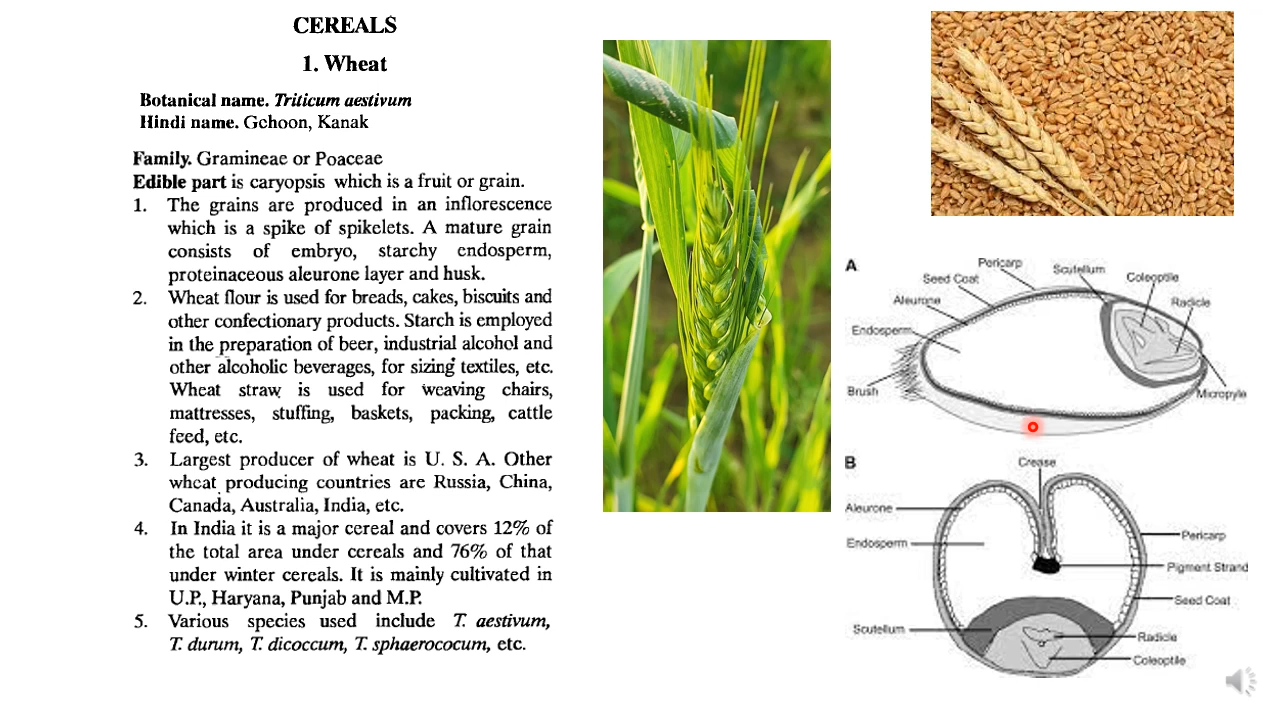 CEREALS
1. Wheat
Botanical name. Triticum aestivum
Hindi name. Gehoon, Kanak
Family. Gramineae or Poaceae
Edible part is caryopsis which is a fruit or grain.
1. The grains are produced in an inflorescence
which is a spike of spikelets. A mature grain
consists of embryo, starchy endosperm,
proteinaceous aleurone layer and husk.
2. Wheat flour is used for breads, cakes, biscuits and
other confectionary products. Starch is employed
in the preparation of beer, industrial alcohol and
other alcoholic beverages, for sizing textiles, etc.
Wheat straw is used for weaving chairs,
mattresses, stuffing, baskets, packing, cattle
feed, etc.
3. Largest producer of wheat is U. S. A. Other
wheat producing countries are Russia, China,
Canada, Australia, India, etc.
4. In India it is a major cereal and covers 12% of
the total area under cereals and 76% of that
under winter cereals. It is mainly cultivated in
U.P., Haryana, Punjab and M.P.
5. Various species used include T. aestivum,
T. durum, T. dicoccum, T. sphaerococum, etc.
A
Pericarp
Scutellum
Seed Coat
Coleoptile
Aleurone
Radicle
Endosperm
Brush
Micropyle
B
Crease
Aleurone
Endosperm
Pericarp
Pigment Strand
Seed Coat
Scutellum
Radicle
Coleoptile